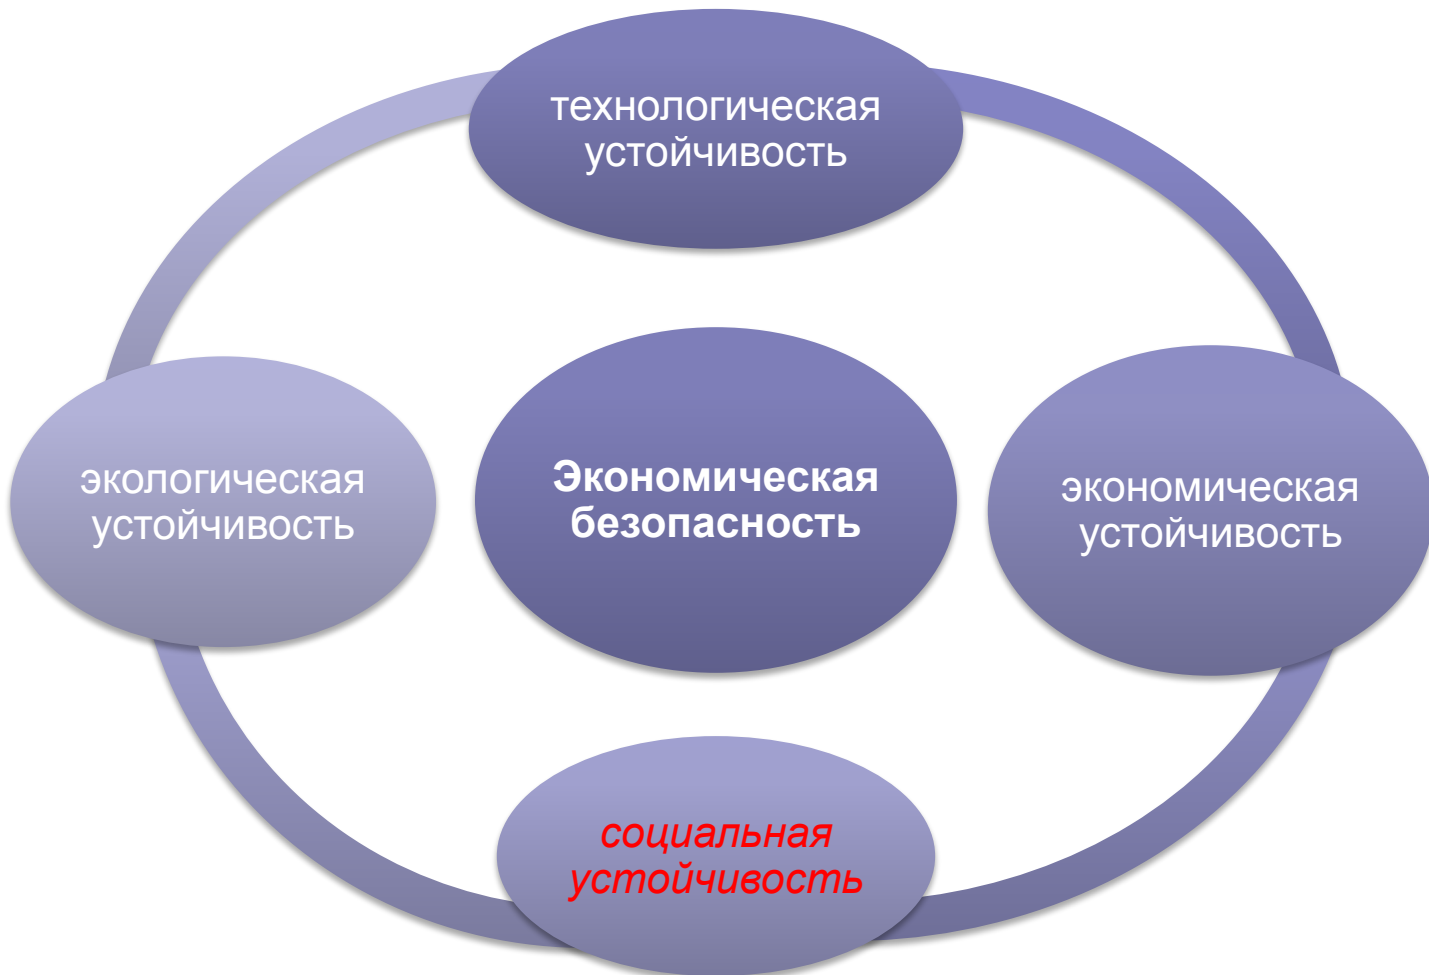 технологическая
устойчивость
экологическая
устойчивость
Экономическая
безопасность
экономическая
устойчивость
социальная
устойчивость